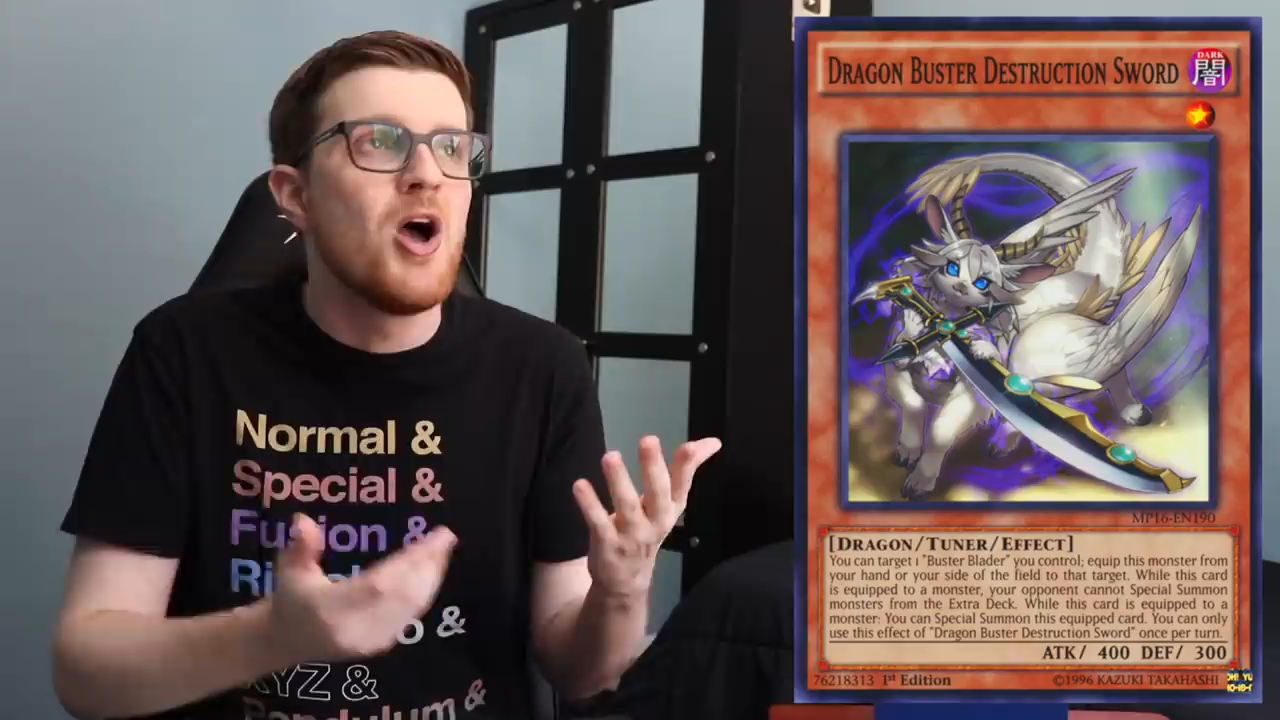 Normal &
Special &
Fusion &
&
XYZ &
Pendulum &
DRAGON BUSTER DESTRUCTION SWORD
DARK
闇
MP16-EN190
[DRAGON/TUNER/EFFECT]
You can target 1 "Buster Blader" you control; equip this monster from
your hand or your side of the field to that target. While this card
is equipped to a monster, your opponent cannot Special Summon
monsters from the Extra Deck. While this card is equipped to a
monster: You can Special Summon this equipped card. You can only
use this effect of "Dragon Buster Destruction Sword" once per turn.
ATK/ 400 DEF/ 300
76218313 1st Edition
©1996 KAZUKI TAKAHASHI